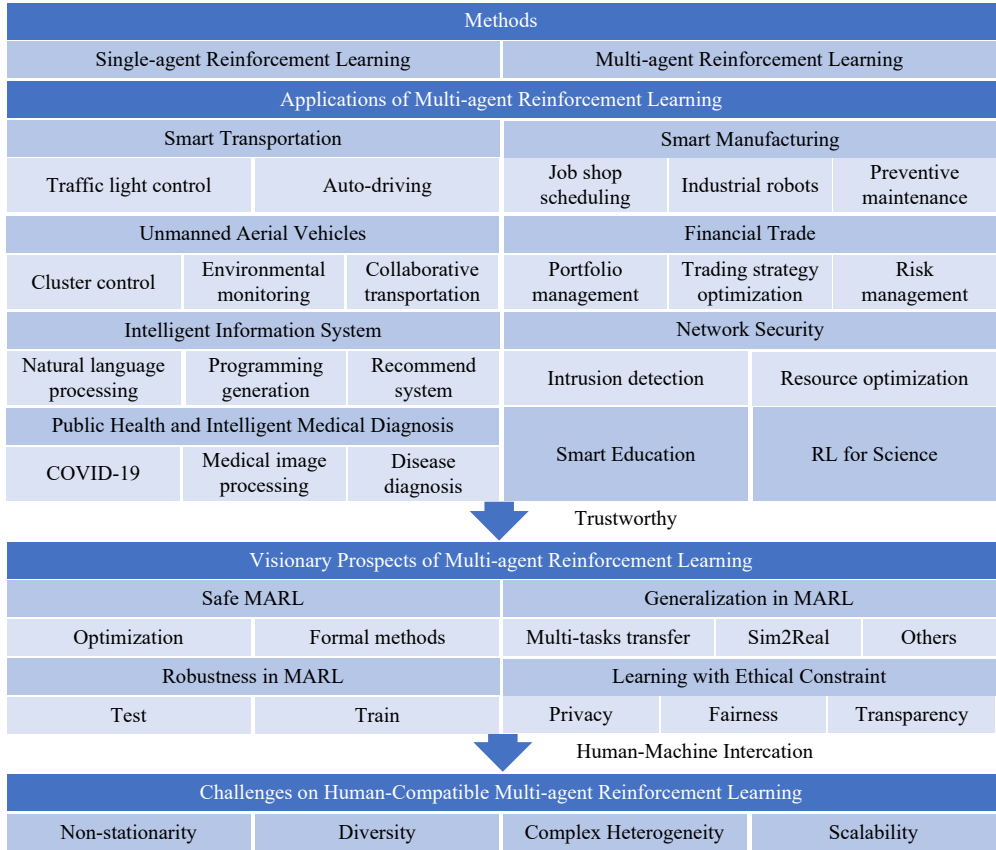 Methods
Single-agent Reinforcement Learning
Multi-agent Reinforcement Learning
Applications of Multi-agent Reinforcement Learning
Smart Transportation
Smart Manufacturing
Traffic light control
Auto-driving
Job shop
scheduling
Industrial robots
Preventive
maintenance
Unmanned Aerial Vehicles
Financial Trade
Cluster control
Environmental
monitoring
Collaborative
transportation
Portfolio
management
Trading strategy
optimization
Risk
management
Intelligent Information System
Network Security
Natural language
processing
Programming
generation
Recommend
system
Intrusion detection
Resource optimization
Public Health and Intelligent Medical Diagnosis
COVID-19
Medical image
processing
Disease
diagnosis
Smart Education
RL for Science
Trustworthy
Visionary Prospects of Multi-agent Reinforcement Learning
Safe MARL
Generalization in MARL
Optimization
Formal methods
Multi-tasks transfer
Sim2Real
Others
Robustness in MARL
Learning with Ethical Constraint
Test
Train
Privacy
Fairness
Transparency
Human-Machine Intercation
Challenges on Human-Compatible Multi-agent Reinforcement Learning
Non-stationarity
Diversity
Complex Heterogeneity
Scalability